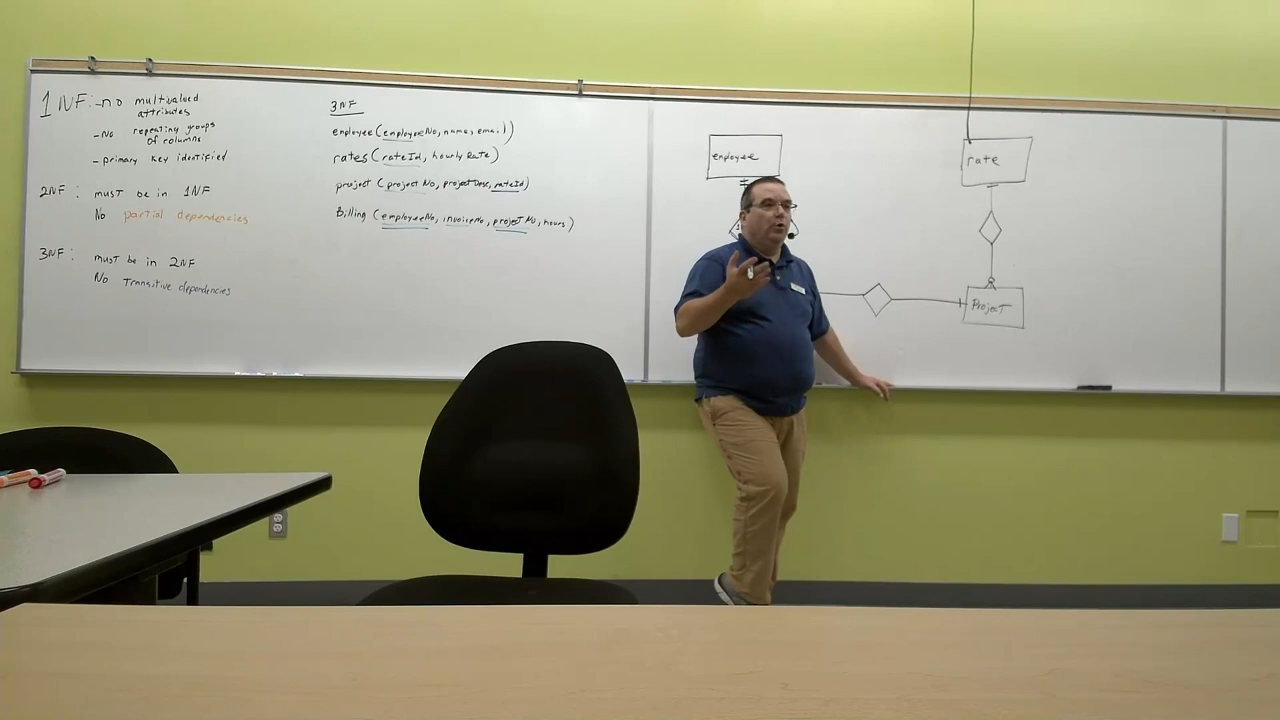 1NF: -no multivalued
attributes
-No repeating groups
of columns
-primary key identified
2NF: must be in 1NF
No partial dependencies
3NF: must be in 2NF
No Transitive dependencies
3NF
employee(employeeNo, name, email)
rates(rateId, hourly Rate)
project (project No, projectDesc, rateId)
Billing (employeeNo, invoiceNo, project No, hours)
employee
rate
Project